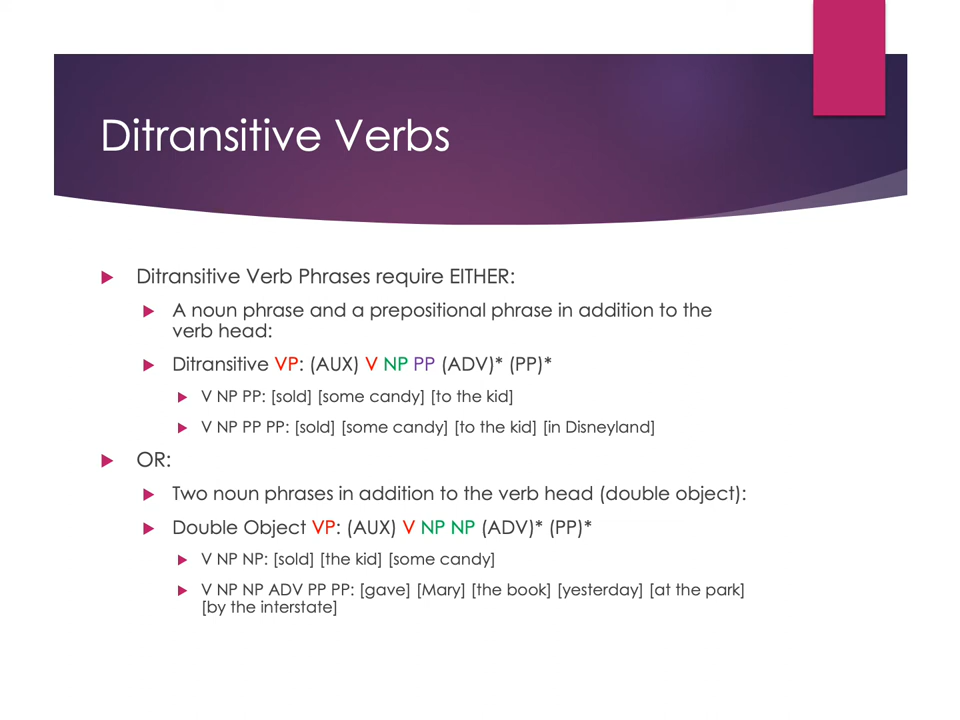 Ditransitive Verbs
Ditransitive Verb Phrases require EITHER:
A noun phrase and a prepositional phrase in addition to the
verb head:
Ditransitive VP: (AUX) V NP PP (ADV)* (PP)*
V NP PP: [sold] [some candy] [to the kid]
V NP PP PP: [sold] [some candy] [to the kid] [in Disneyland]
OR:
Two noun phrases in addition to the verb head (double object):
Double Object VP: (AUX) V NP NP (ADV)* (PP)*
V NP NP: [sold] [the kid] [some candy]
V NP NP ADV PP PP: [gave] [Mary] [the book] [yesterday] [at the park]
[by the interstate]